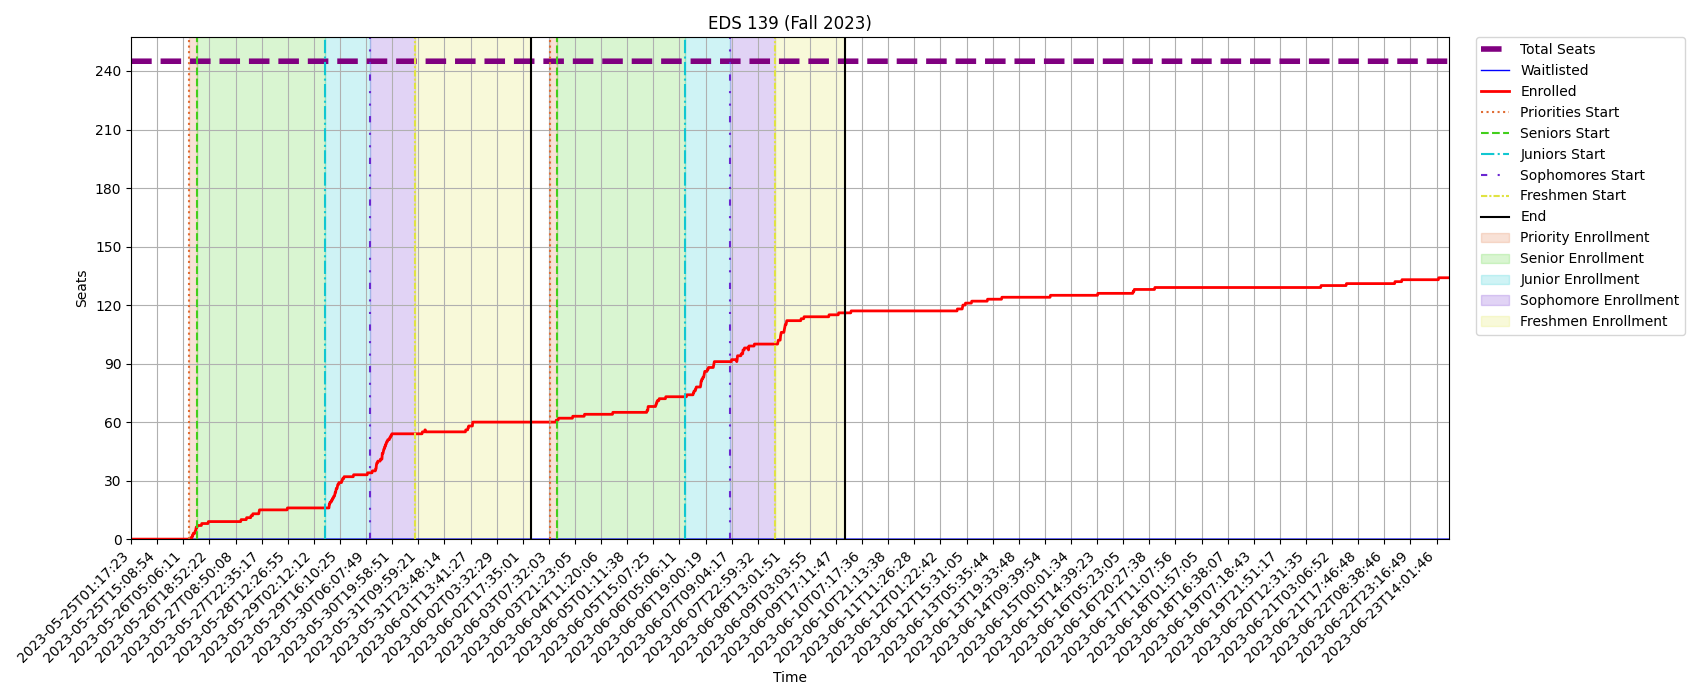 EDS 139 (Fall 2023)
Total Seats
Waitlisted
Enrolled
Priorities Start
Seniors Start
Juniors Start
Sophomores Start
Freshmen Start
End
Priority Enrollment
Senior Enrollment
Junior Enrollment
Sophomore Enrollment
Freshmen Enrollment
Seats
240
210
180
150
120
90
60
30
0
2023-05-25T01:17:23
2023-05-25T15:08:54
2023-05-26T05:06:11
2023-05-26T18:52:22
2023-05-27T08:50:08
2023-05-27T22:35:17
2023-05-28T12:26:55
2023-05-29T02:12:12
2023-05-29T16:10:25
2023-05-30T06:07:49
2023-05-30T19:58:51
2023-05-31T09:59:21
2023-05-31T23:48:14
2023-06-01T13:41:27
2023-06-02T03:32:29
2023-06-02T17:35:01
2023-06-03T07:32:03
2023-06-03T21:23:05
2023-06-04T11:20:06
2023-06-05T01:11:38
2023-06-05T15:07:25
2023-06-06T05:06:11
2023-06-06T19:00:19
2023-06-07T09:04:17
2023-06-07T22:59:32
2023-06-08T13:01:51
2023-06-09T03:03:55
2023-06-09T17:11:47
2023-06-10T07:17:36
2023-06-10T21:13:38
2023-06-11T11:26:28
2023-06-12T01:22:42
2023-06-12T15:31:05
2023-06-13T05:35:44
2023-06-13T19:33:48
2023-06-14T09:39:54
2023-06-15T00:01:34
2023-06-15T14:39:23
2023-06-16T05:23:05
2023-06-16T20:27:38
2023-06-17T11:07:56
2023-06-18T01:57:05
2023-06-18T16:38:07
2023-06-19T07:18:43
2023-06-19T21:51:17
2023-06-20T12:31:35
2023-06-21T03:06:52
2023-06-21T17:46:48
2023-06-22T08:38:46
2023-06-22T23:16:49
2023-06-23T14:01:46
Time